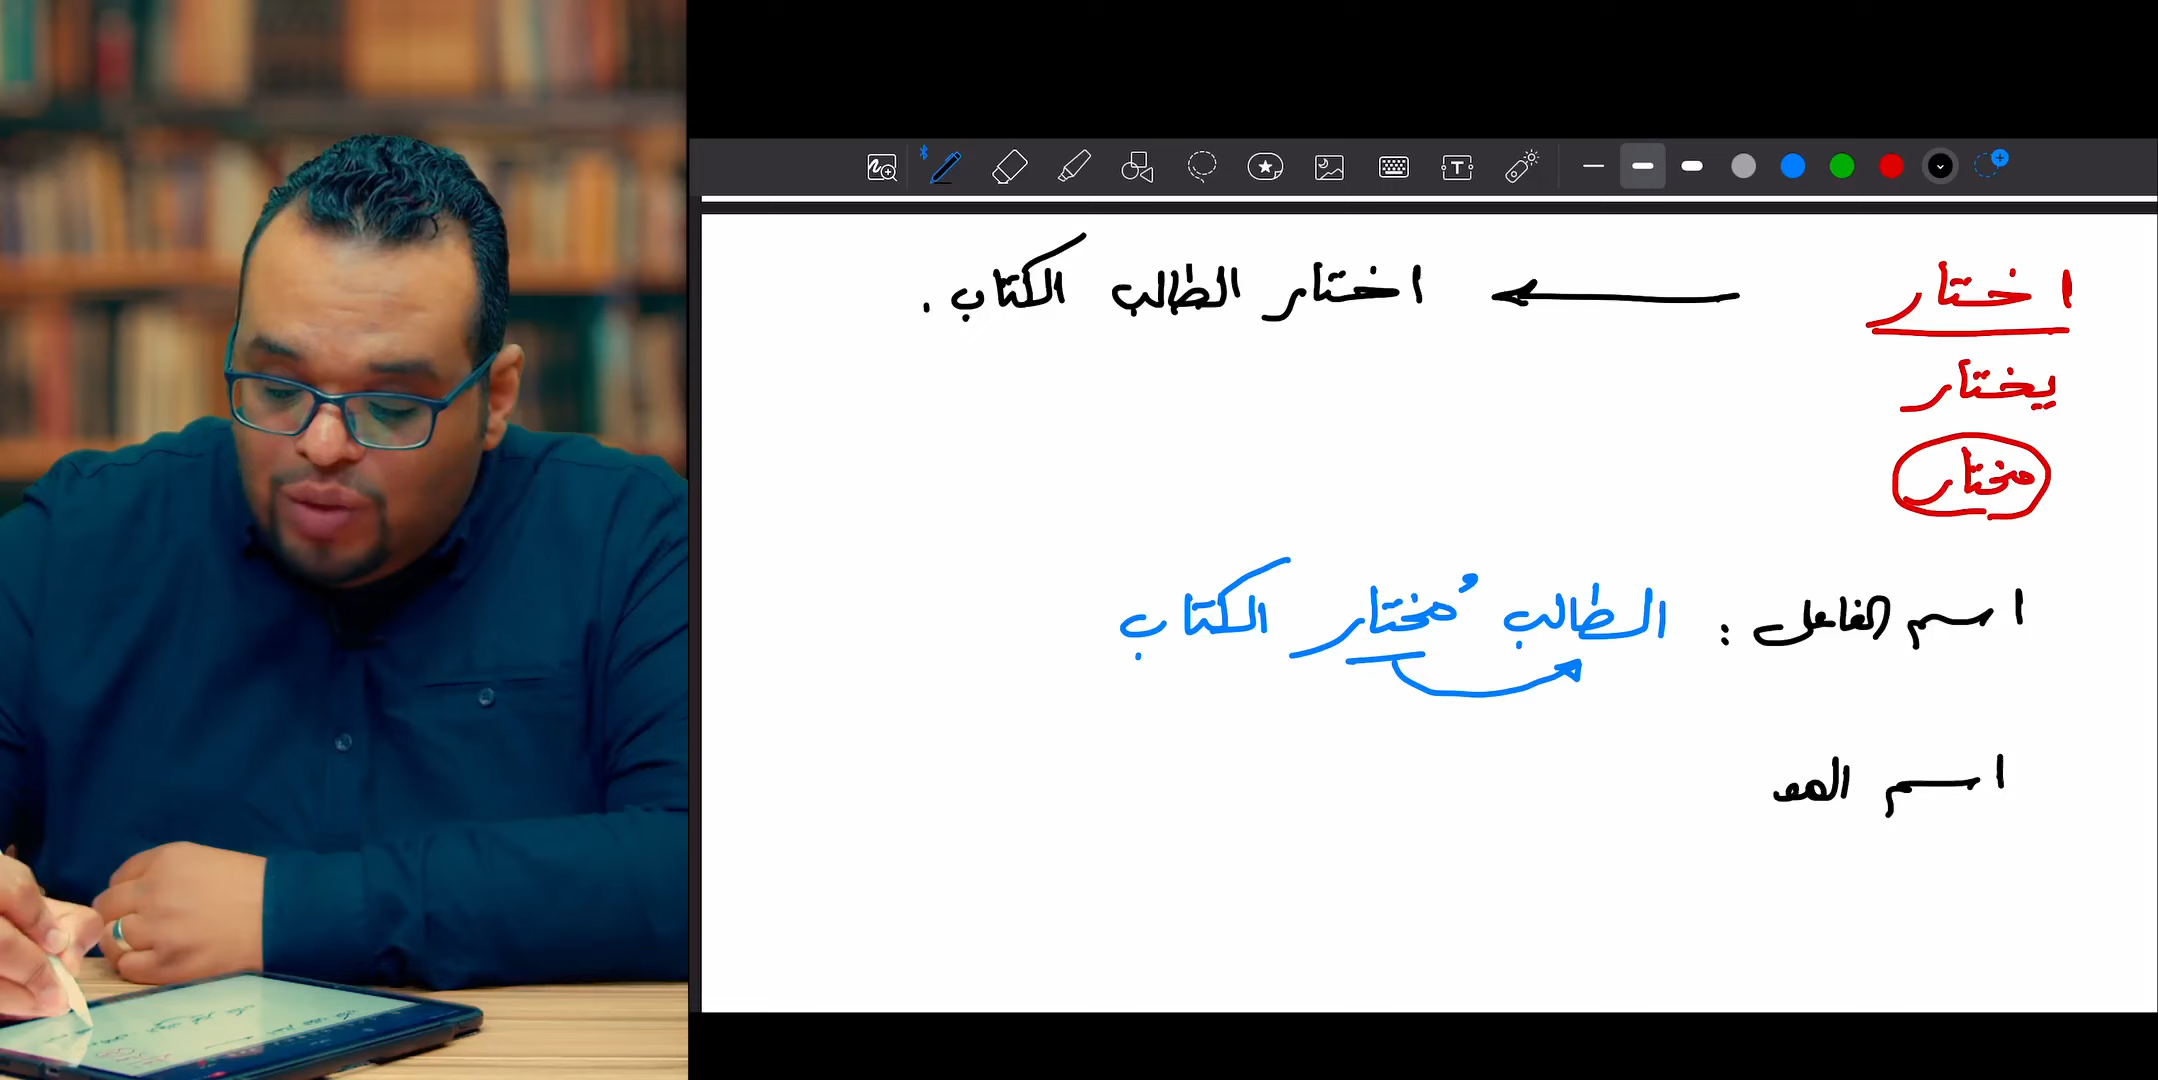 اختار ← اختار الطالب الكتاب .
يختار
مختار
اسم الفاعل : الطالب مُختار الكتاب
اسم المف